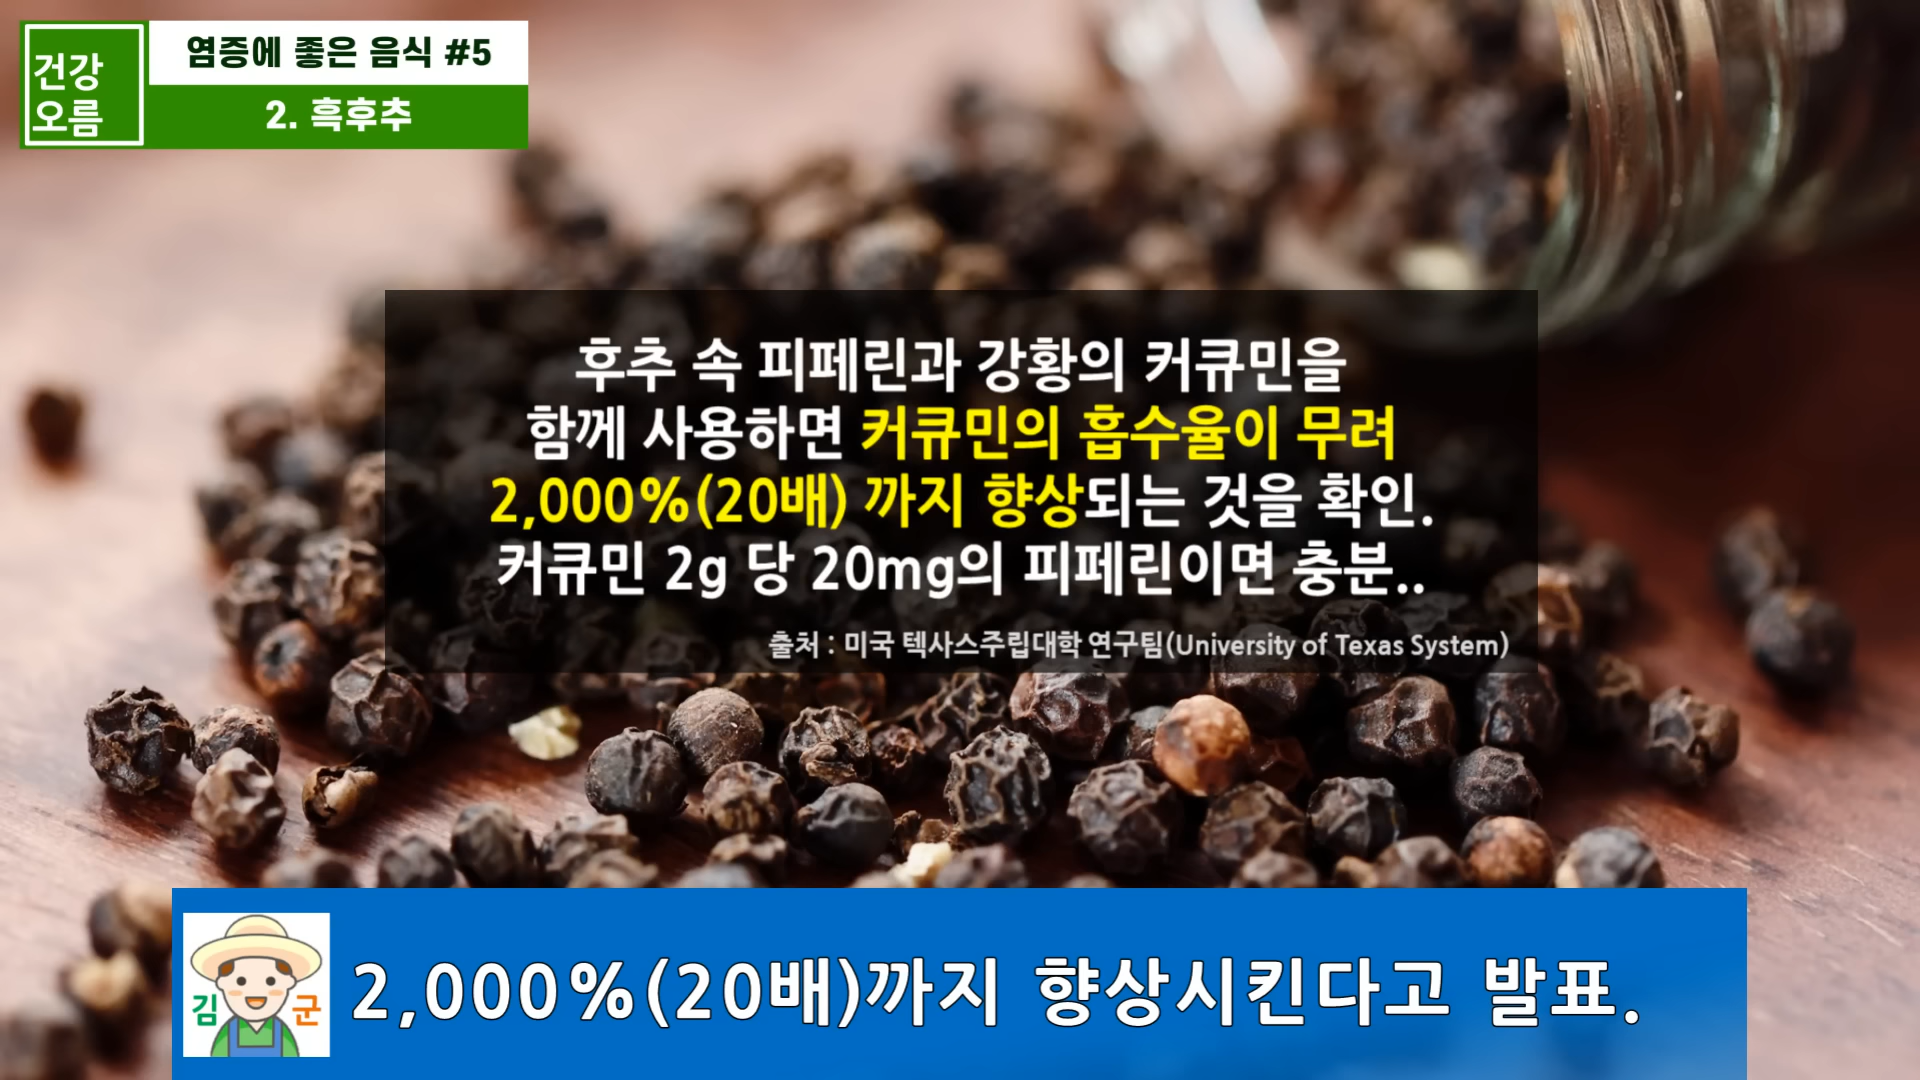 건강
오름
염증에 좋은 음식 #5
2. 흑후추
후추 속 피페린과 강황의 커큐민을
함께 사용하면 커큐민의 흡수율이 무려
2,000%(20배) 까지 향상되는 것을 확인.
커큐민 2g 당 20mg의 피페린이면 충분..
출처 : 미국 텍사스주립대학 연구팀(University of Texas System)
김 군
2,000%(20배)까지 향상시킨다고 발표.